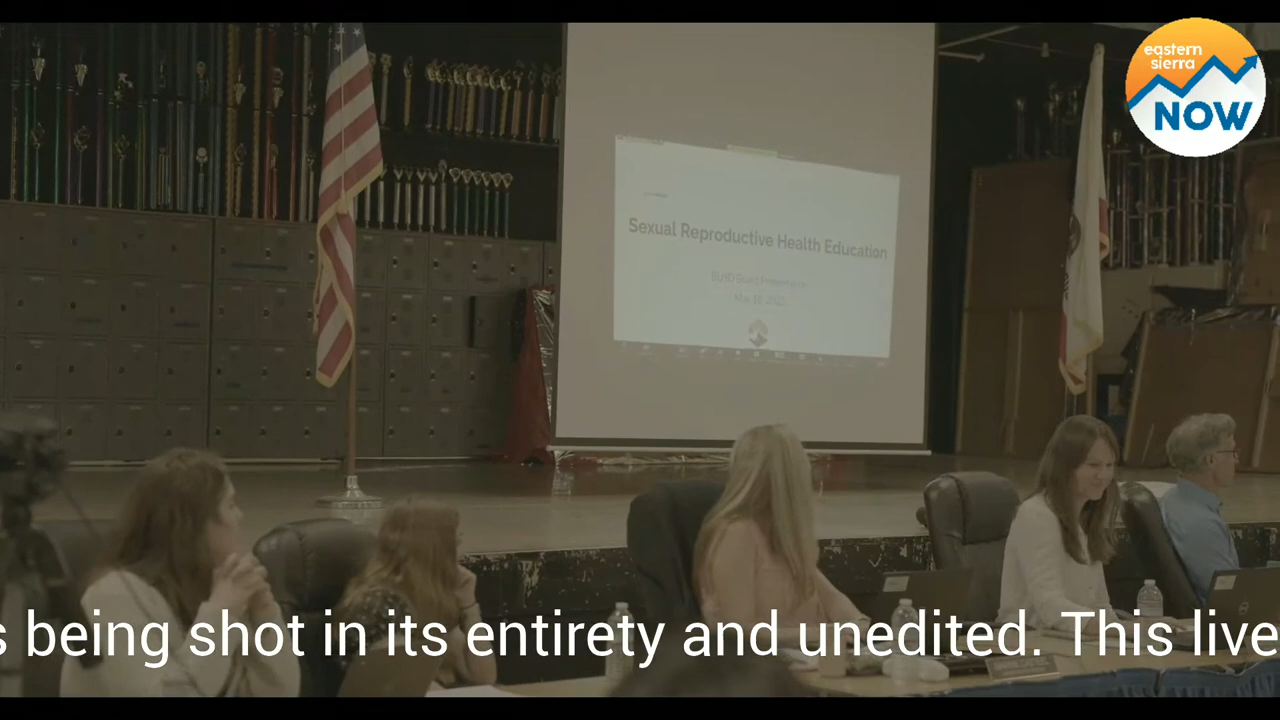 eastern
sierra
NOW
Sexual Reproductive Health Education
s being shot in its entirety and unedited. This live